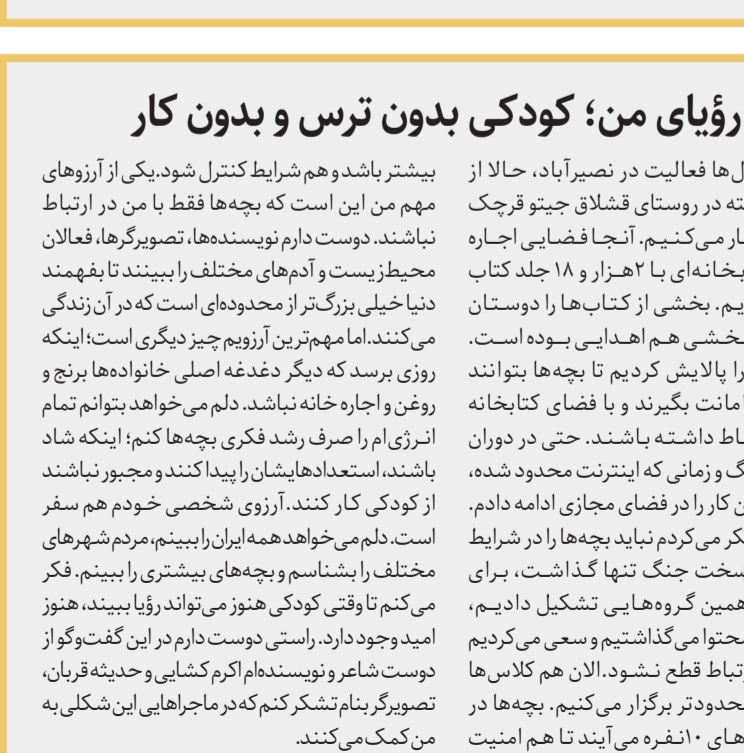 رؤیای من؛ کودکی بدون ترس و بدون کار
فعالیت در نصیرآباد، حالا از
در روستای قشلاق جیتو قرچک
می‌کنیم. آنجا فضایی اجاره
با ۲هزار و ۱۸ جلد کتاب
بخشی از کتاب‌ها را دوستان
بخشی هم اهدایی بوده است.
را پالایش کردیم تا بچه‌ها بتوانند
امانت بگیرند و با فضای کتابخانه
داشته باشند. حتی در دوران
و زمانی که اینترنت محدود شده،
کار را در فضای مجازی ادامه دادم.
می‌کردم نباید بچه‌ها را در شرایط
سخت جنگ تنها گذاشت، برای
همین گروه‌هایی تشکیل دادیم،
محتوا می‌گذاشتیم و سعی می‌کردیم
ارتباط قطع نشود.الان هم کلاس‌ها
محدودتر برگزار می‌کنیم. بچه‌ها در
های ۱۰نفره می‌آیند تا هم امنیت
بیشتر باشد و هم شرایط کنترل شود.یکی از آرزوهای
مهم من این است که بچه‌ها فقط با من در ارتباط
نباشند. دوست دارم نویسنده‌ها، تصویرگرها، فعالان
محیط‌زیست و آدم‌های مختلف را ببینند تا بفهمند
دنیا خیلی بزرگ‌تر از محدوده‌ای است که در آن زندگی
می‌کنند.اما مهم‌ترین آرزویم چیز دیگری است؛ اینکه
روزی برسد که دیگر دغدغه اصلی خانواده‌ها برنج و
روغن و اجاره خانه نباشد. دلم می‌خواهد بتوانم تمام
انرژی‌ام را صرف رشد فکری بچه‌ها کنم؛ اینکه شاد
باشند، استعدادهایشان را پیدا کنند و مجبور نباشند
از کودکی کار کنند. آرزوی شخصی خودم هم سفر
است. دلم می‌خواهد همه ایران را ببینم، مردم شهرهای
مختلف را بشناسم و بچه‌های بیشتری را ببینم. فکر
می‌کنم تا وقتی کودکی هنوز می‌تواند رؤیا ببیند، هنوز
امید وجود دارد. راستی دوست دارم در این گفت‌وگو از
دوست شاعر و نویسنده‌ام اکرم کشایی و حدیثه قربان،
تصویرگر بنام تشکر کنم که در ماجراهایی این شکلی به
من کمک می‌کنند.